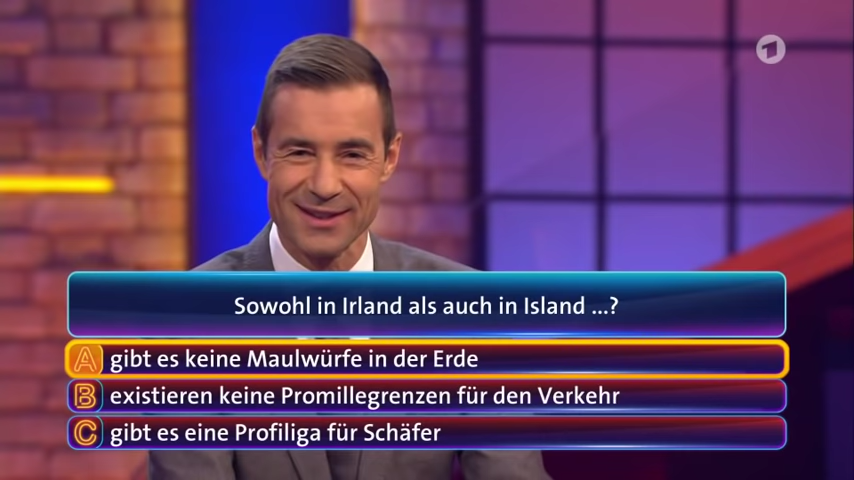 Sowohl in Irland als auch in Island ...?
A gibt es keine Maulwürfe in der Erde
B existieren keine Promillegrenzen für den Verkehr
C gibt es eine Profiliga für Schäfer